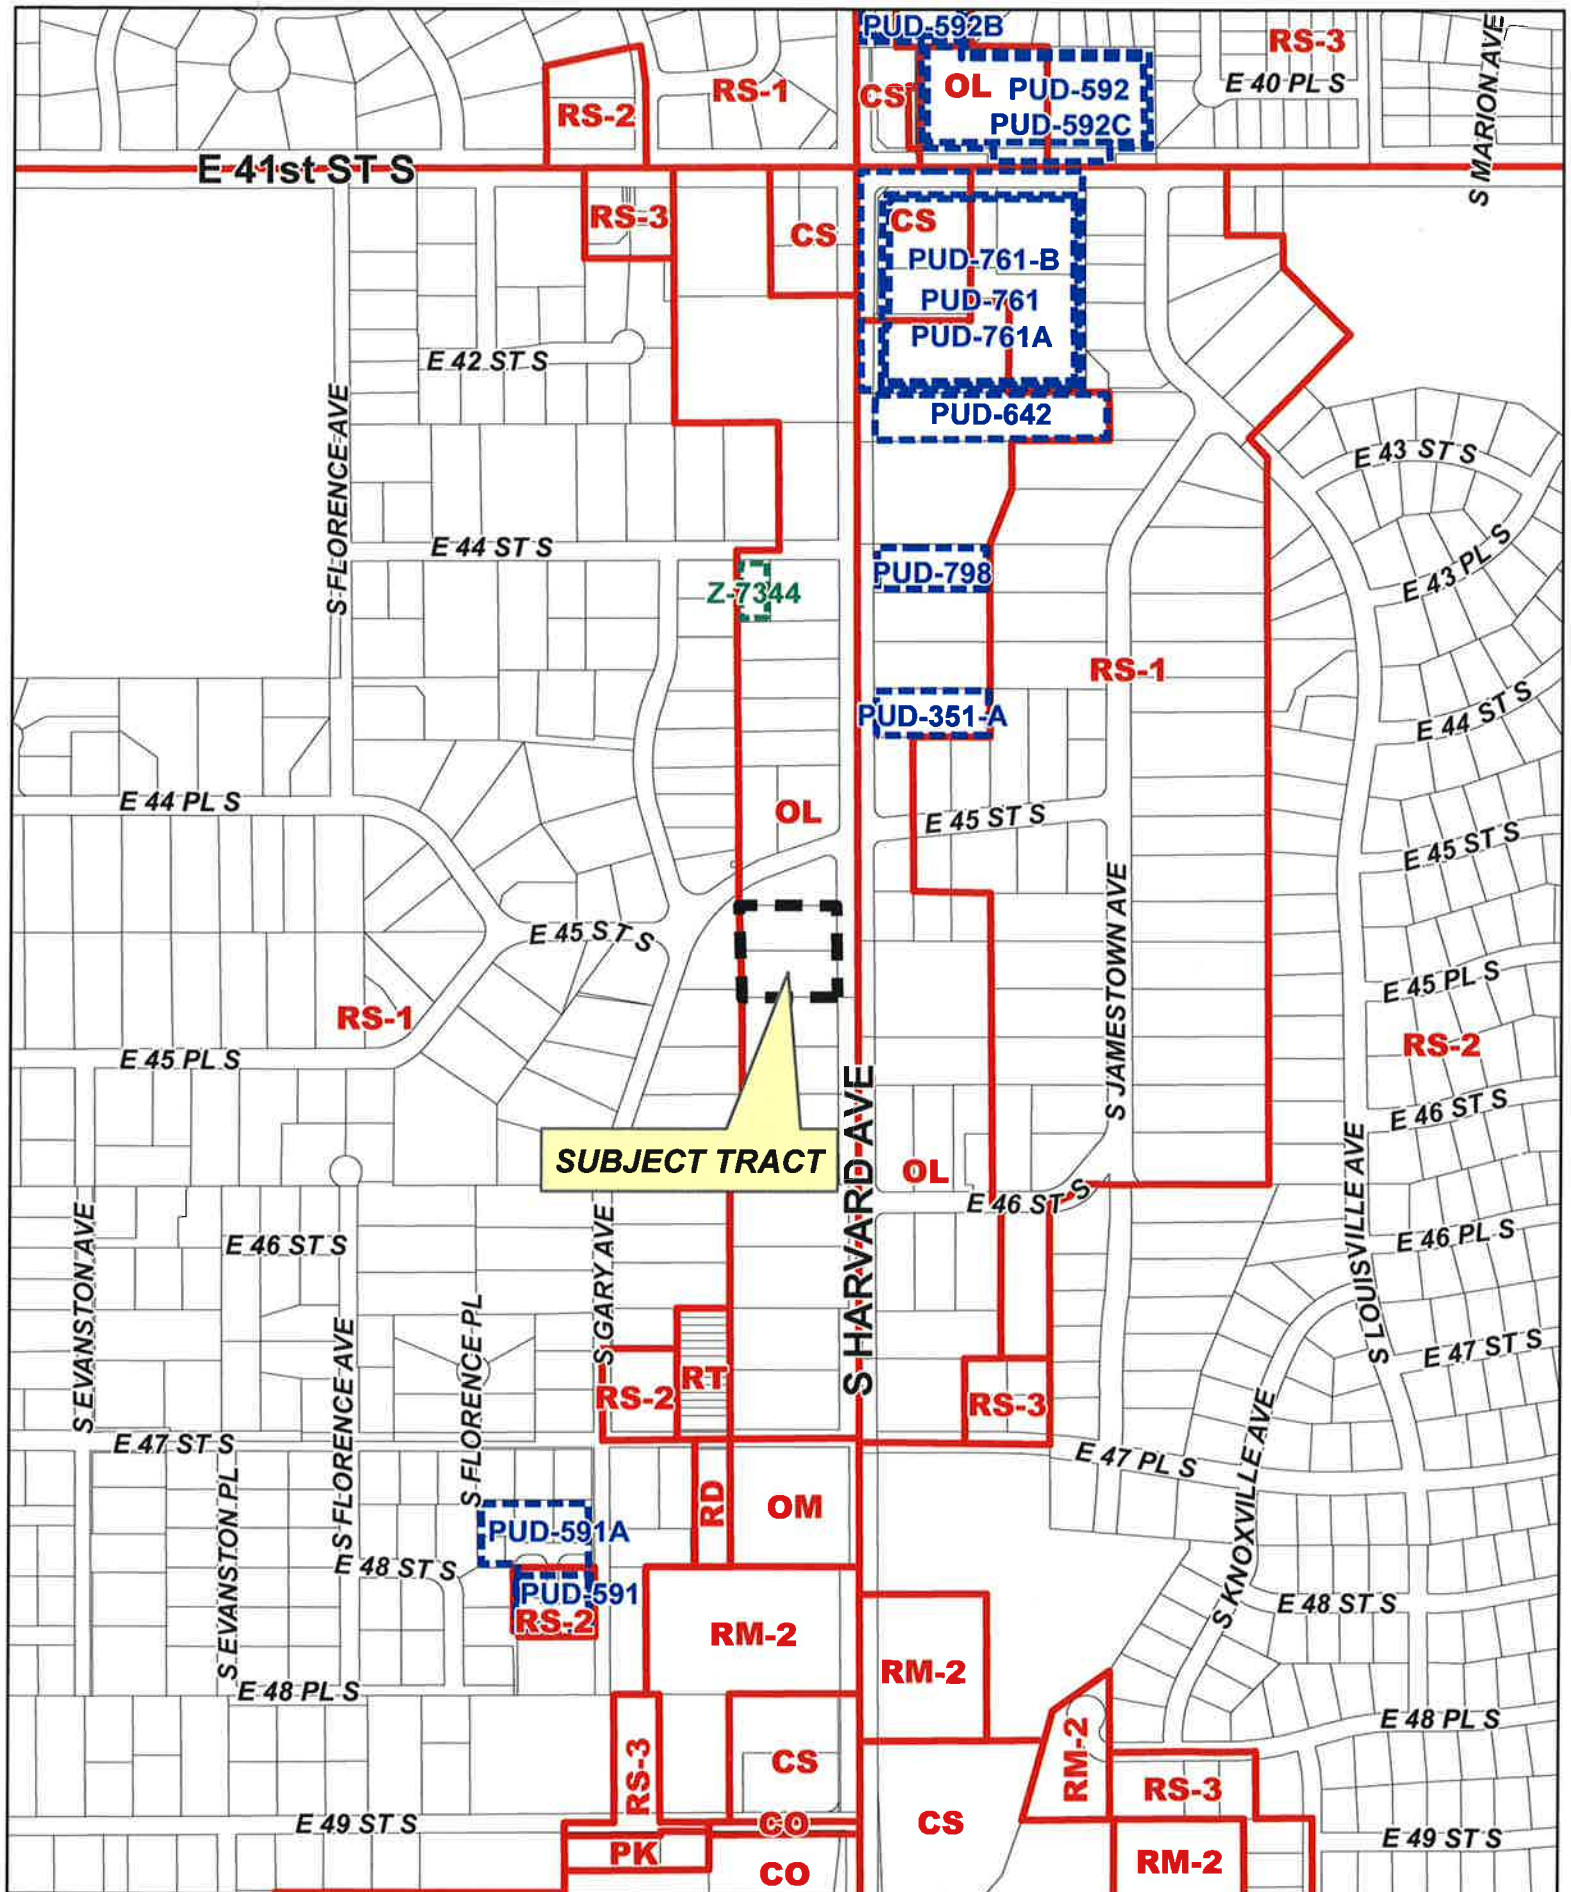 PUD-592B
RS-3
S MARION AVE
RS-1
RS-2
CS
OL
PUD-592
PUD-592C
E 40 PL S
E 41st ST S
RS-3
CS
CS
PUD-761-B
PUD-761
PUD-761A
E 42 ST S
PUD-642
S FLORENCE AVE
E 43 ST S
E 44 ST S
E 43 PL S
Z-7344
PUD-798
RS-1
PUD-351-A
E 44 ST S
E 44 PL S
OL
E 45 ST S
E 45 ST S
E 45 ST S
S JAMESTOWN AVE
E 45 PL S
RS-1
RS-2
E 45 PL S
E 46 ST S
SUBJECT TRACT
S HARVARD AVE
OL
E 46 ST S
S LOUISVILLE AVE
E 46 PL S
S EVANSTON AVE
E 46 ST S
S GARY AVE
S FLORENCE PL
S FLORENCE AVE
E 47 ST S
RT
RS-2
RS-3
E 47 ST S
E 47 PL S
S KNOXVILLE AVE
S EVANSTON PL
RD
OM
PUD-591A
E 48 ST S
PUD-591
RS-2
E 48 ST S
RM-2
RM-2
E 48 PL S
E 48 PL S
RS-3
CS
RM-2
RS-3
CS
CO
E 49 ST S
E 49 ST S
PK
CO
RM-2